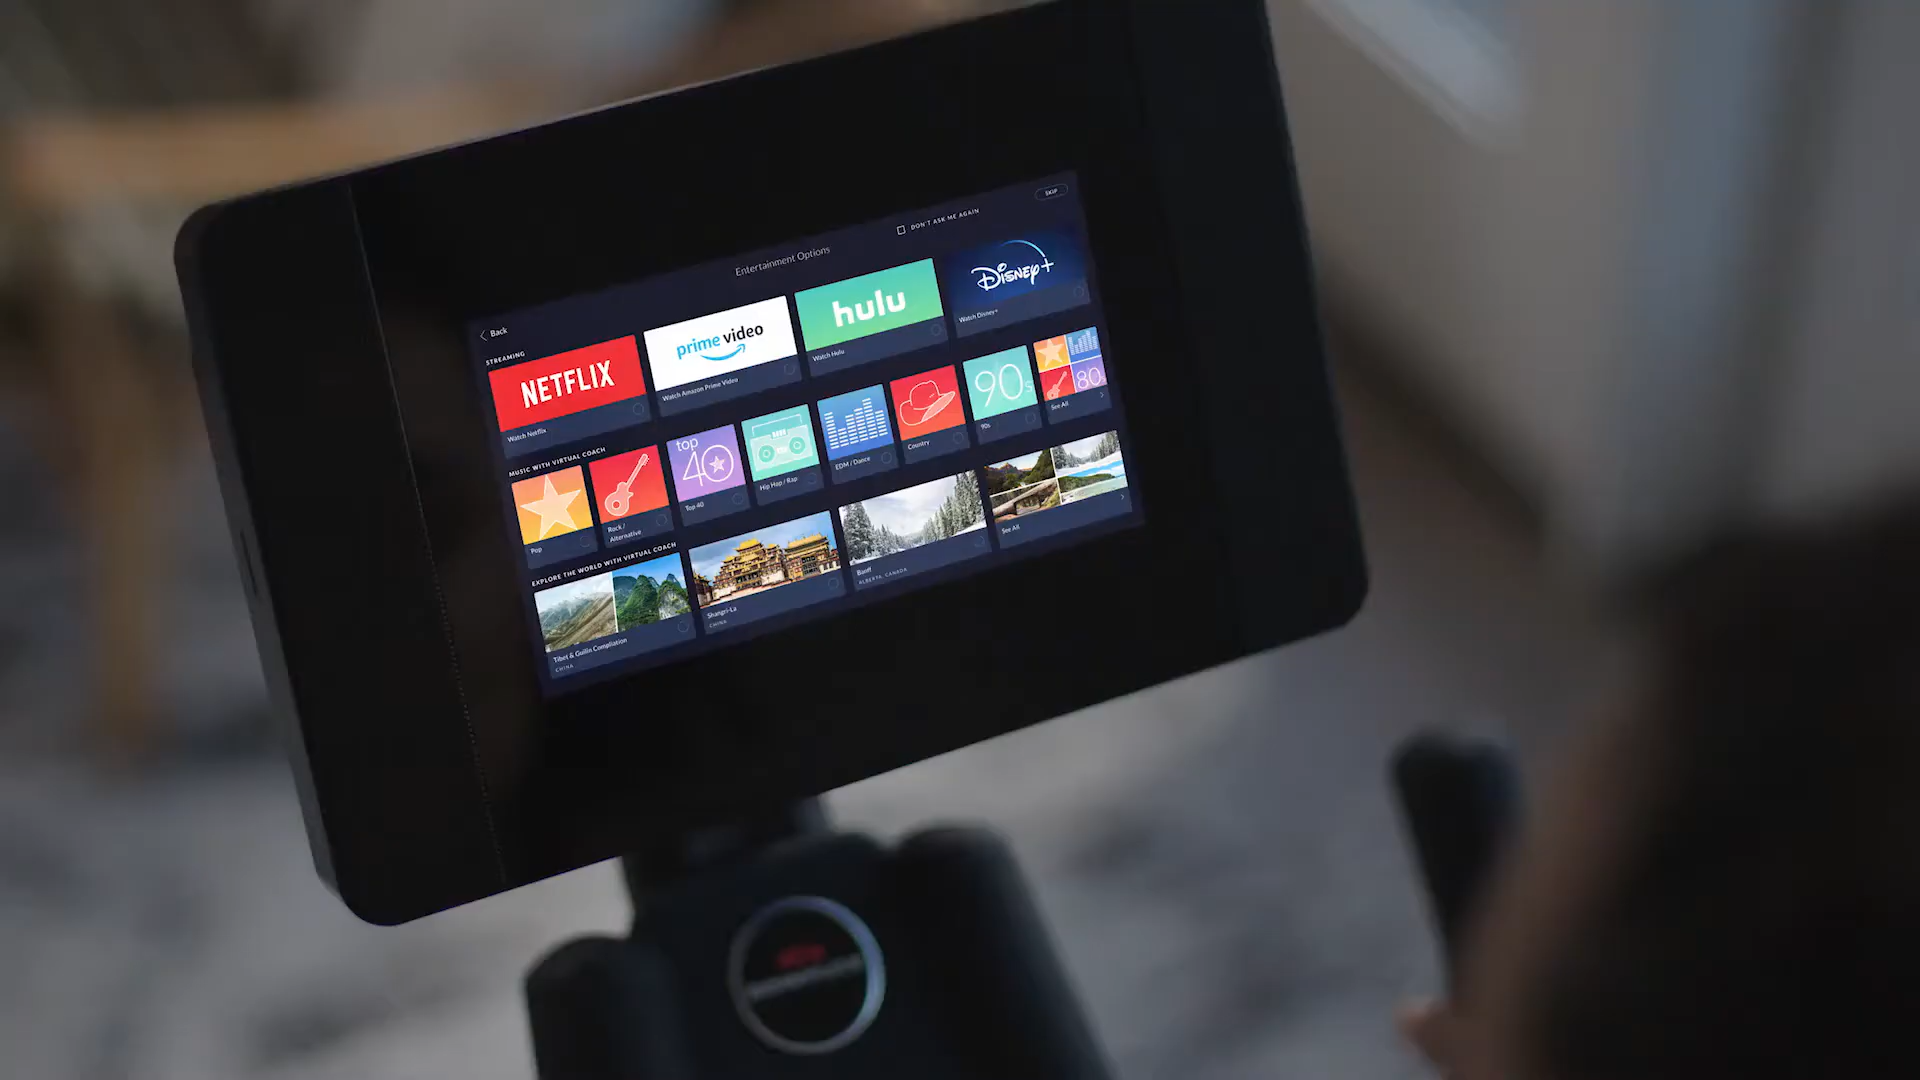 SKIP
DON'T ASK ME AGAIN
Entertainment Options
Back
STREAMING
NETFLIX
prime video
hulu
Disney+
Watch Netflix
Watch Amazon Prime Video
Watch Hulu
Watch Disney+
MUSIC WITH VIRTUAL COACH
top
40
90s
80s
Pop
Rock /
Alternative
Top 40
Hip Hop / Rap
EDM / Dance
Country
90s
See All
EXPLORE THE WORLD WITH VIRTUAL COACH
Tibet & Guilin Compilation
CHINA
Shangri-La
CHINA
Banff
ALBERTA, CANADA
See All